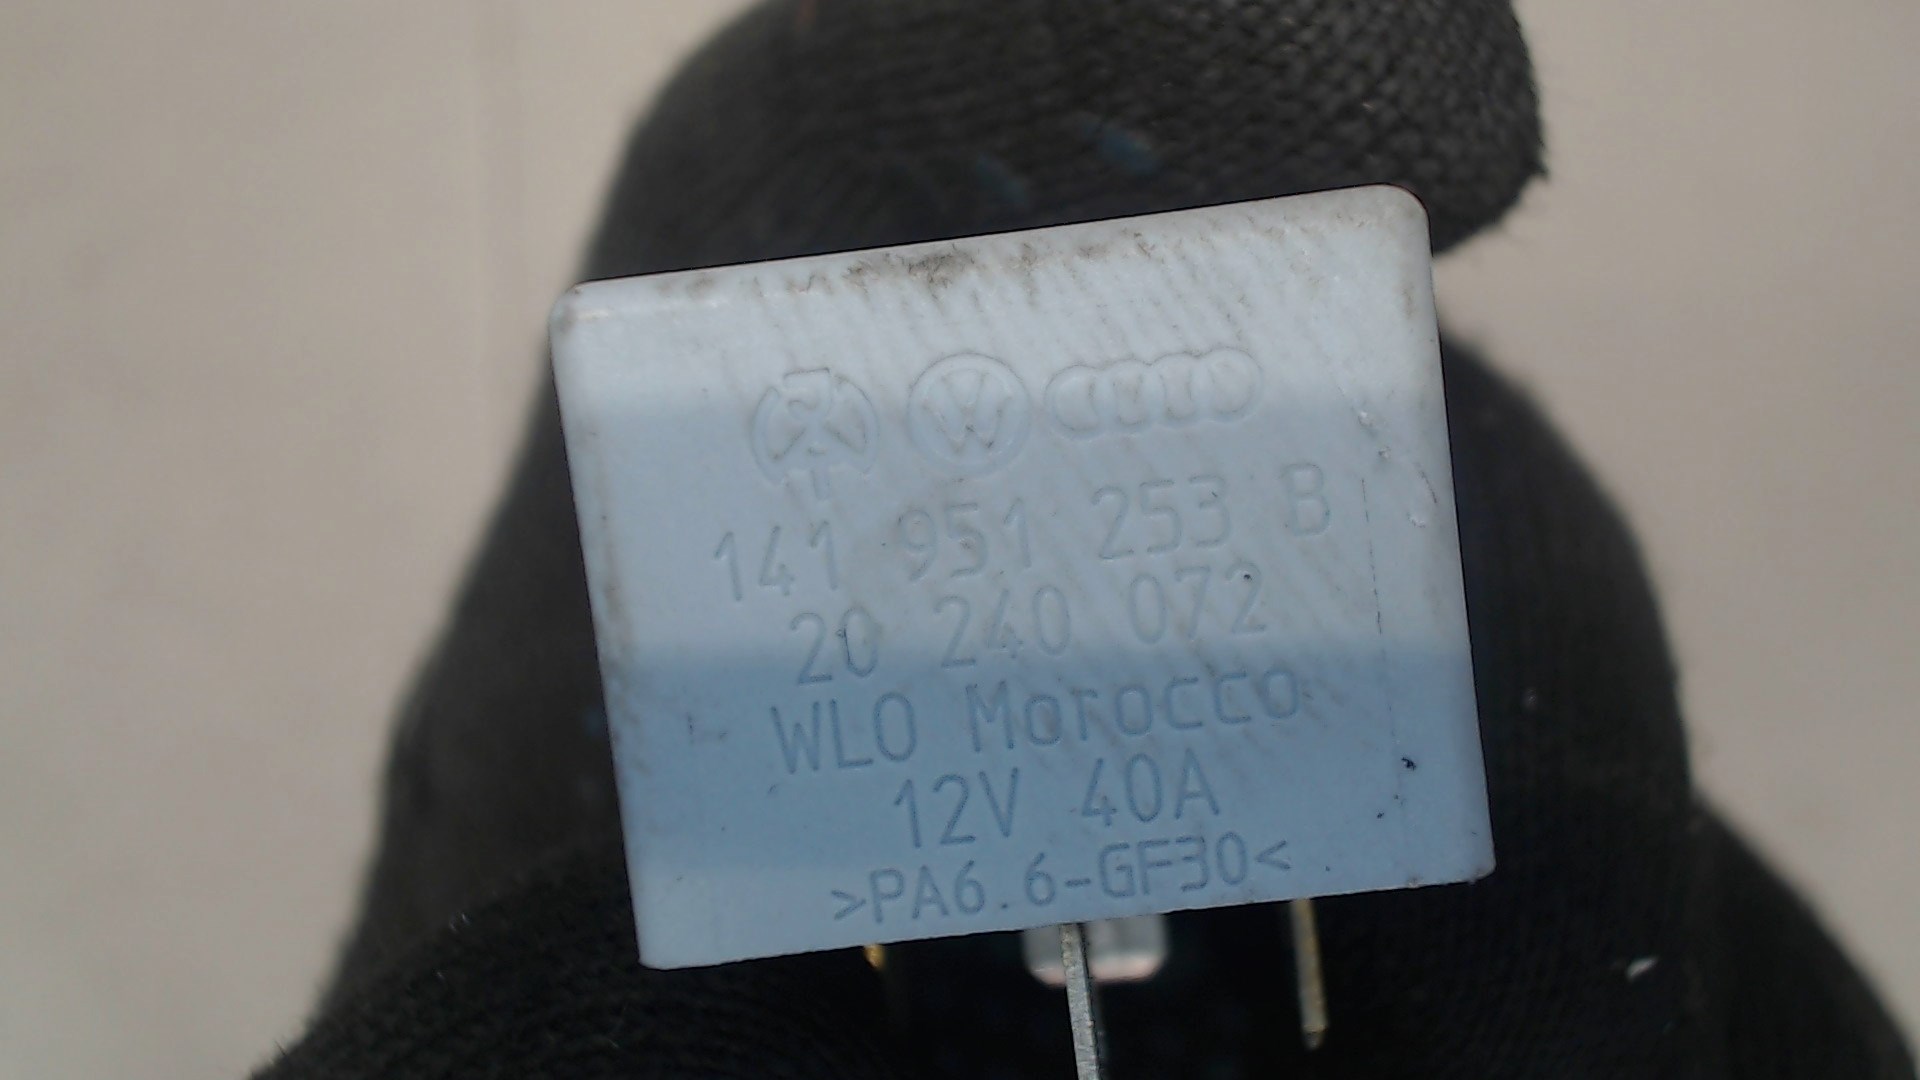 141 951 253 B
20 240 072
WLO Morocco
12V 40A
>PA6.6-GF30<